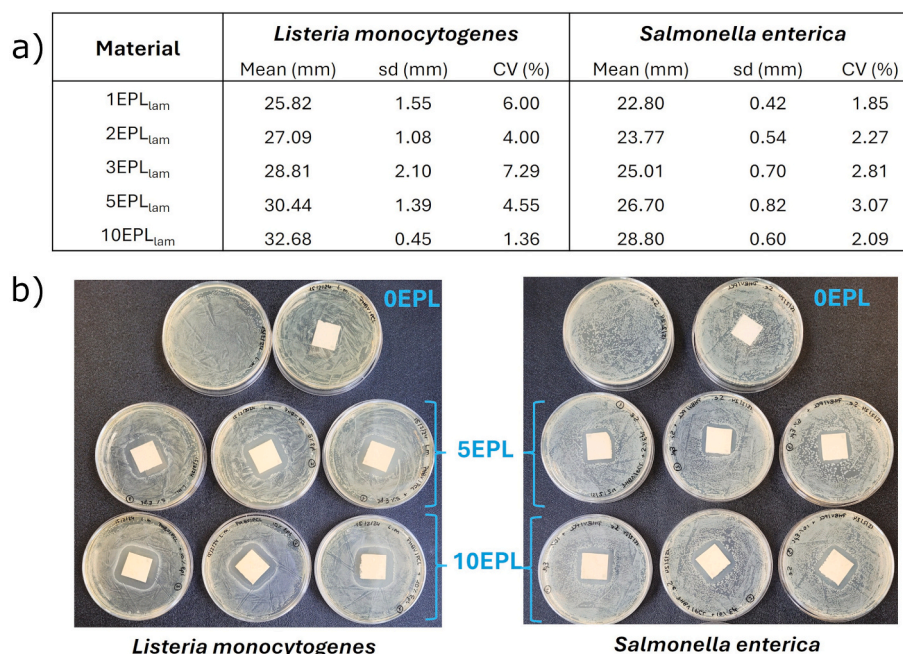 a)
Material Listeria monocytogenes Salmonella enterica
Mean (mm) sd (mm) CV (%) Mean (mm) sd (mm) CV (%)
1EPLlam 25.82 1.55 6.00 22.80 0.42 1.85
2EPLlam 27.09 1.08 4.00 23.77 0.54 2.27
3EPLlam 28.81 2.10 7.29 25.01 0.70 2.81
5EPLlam 30.44 1.39 4.55 26.70 0.82 3.07
10EPLlam 32.68 0.45 1.36 28.80 0.60 2.09
b)
0EPL 0EPL
5EPL
10EPL
Listeria monocytogenes Salmonella enterica